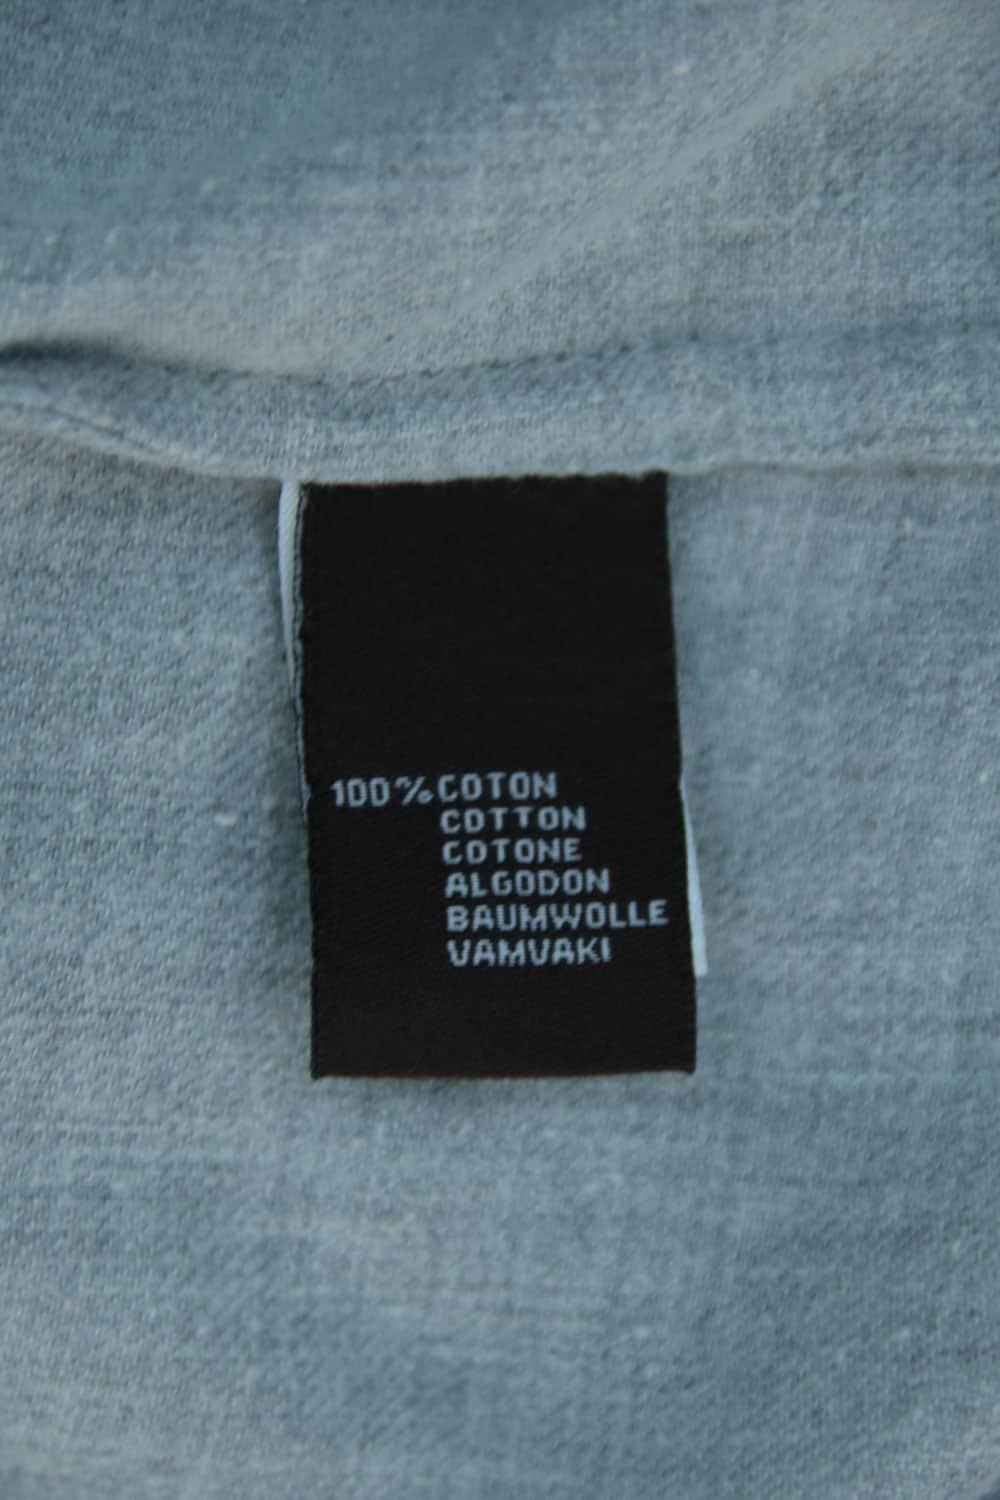 100% COTON
COTTON
COTONE
ALGODON
BAUMWOLLE
VAMVAKI